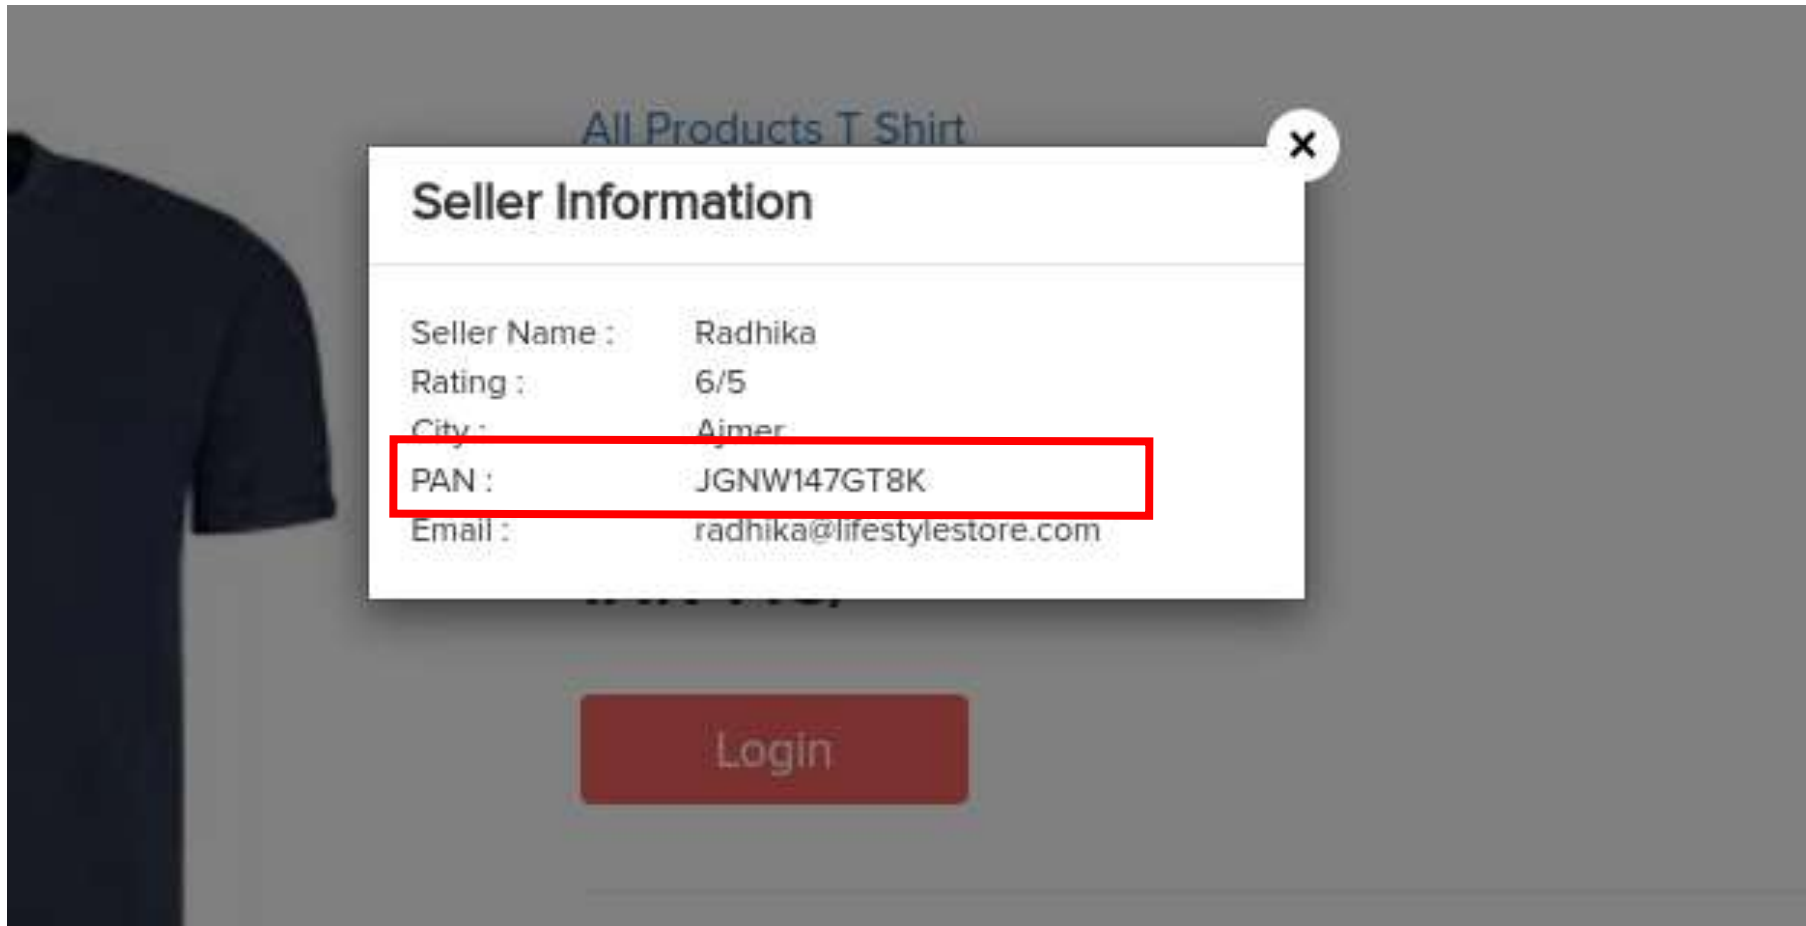 All Products T Shirt
Seller Information
Seller Name : Radhika
Rating : 6/5
City : Ajmer
PAN : JGNW147GT8K
Email : radhika@lifestylestore.com
Login